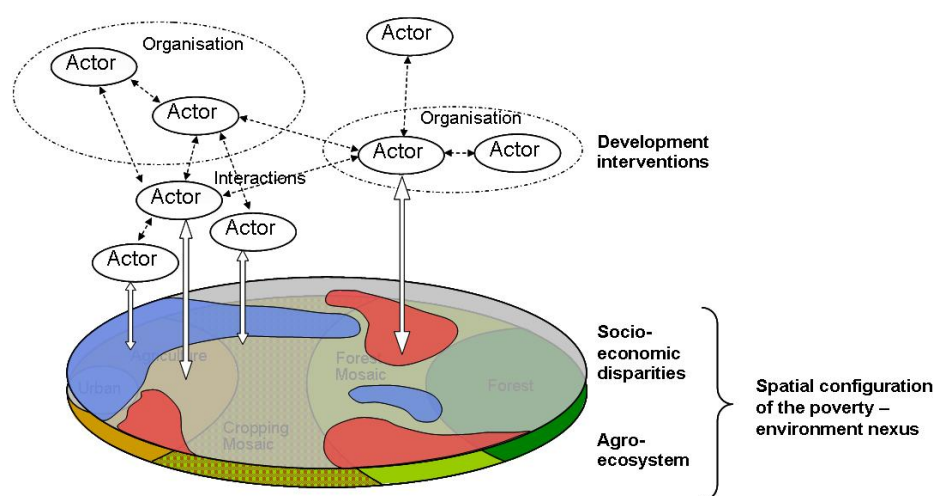 Organisation
Actor
Actor
Actor
Organisation
Actor
Actor
Development
interventions
Interactions
Actor
Actor
Actor
Socio-
economic
disparities
Agriculture
Forest
Mosaic
Urban
Forest
Cropping
Mosaic
Agro-
ecosystem
Spatial configuration
of the poverty –
environment nexus